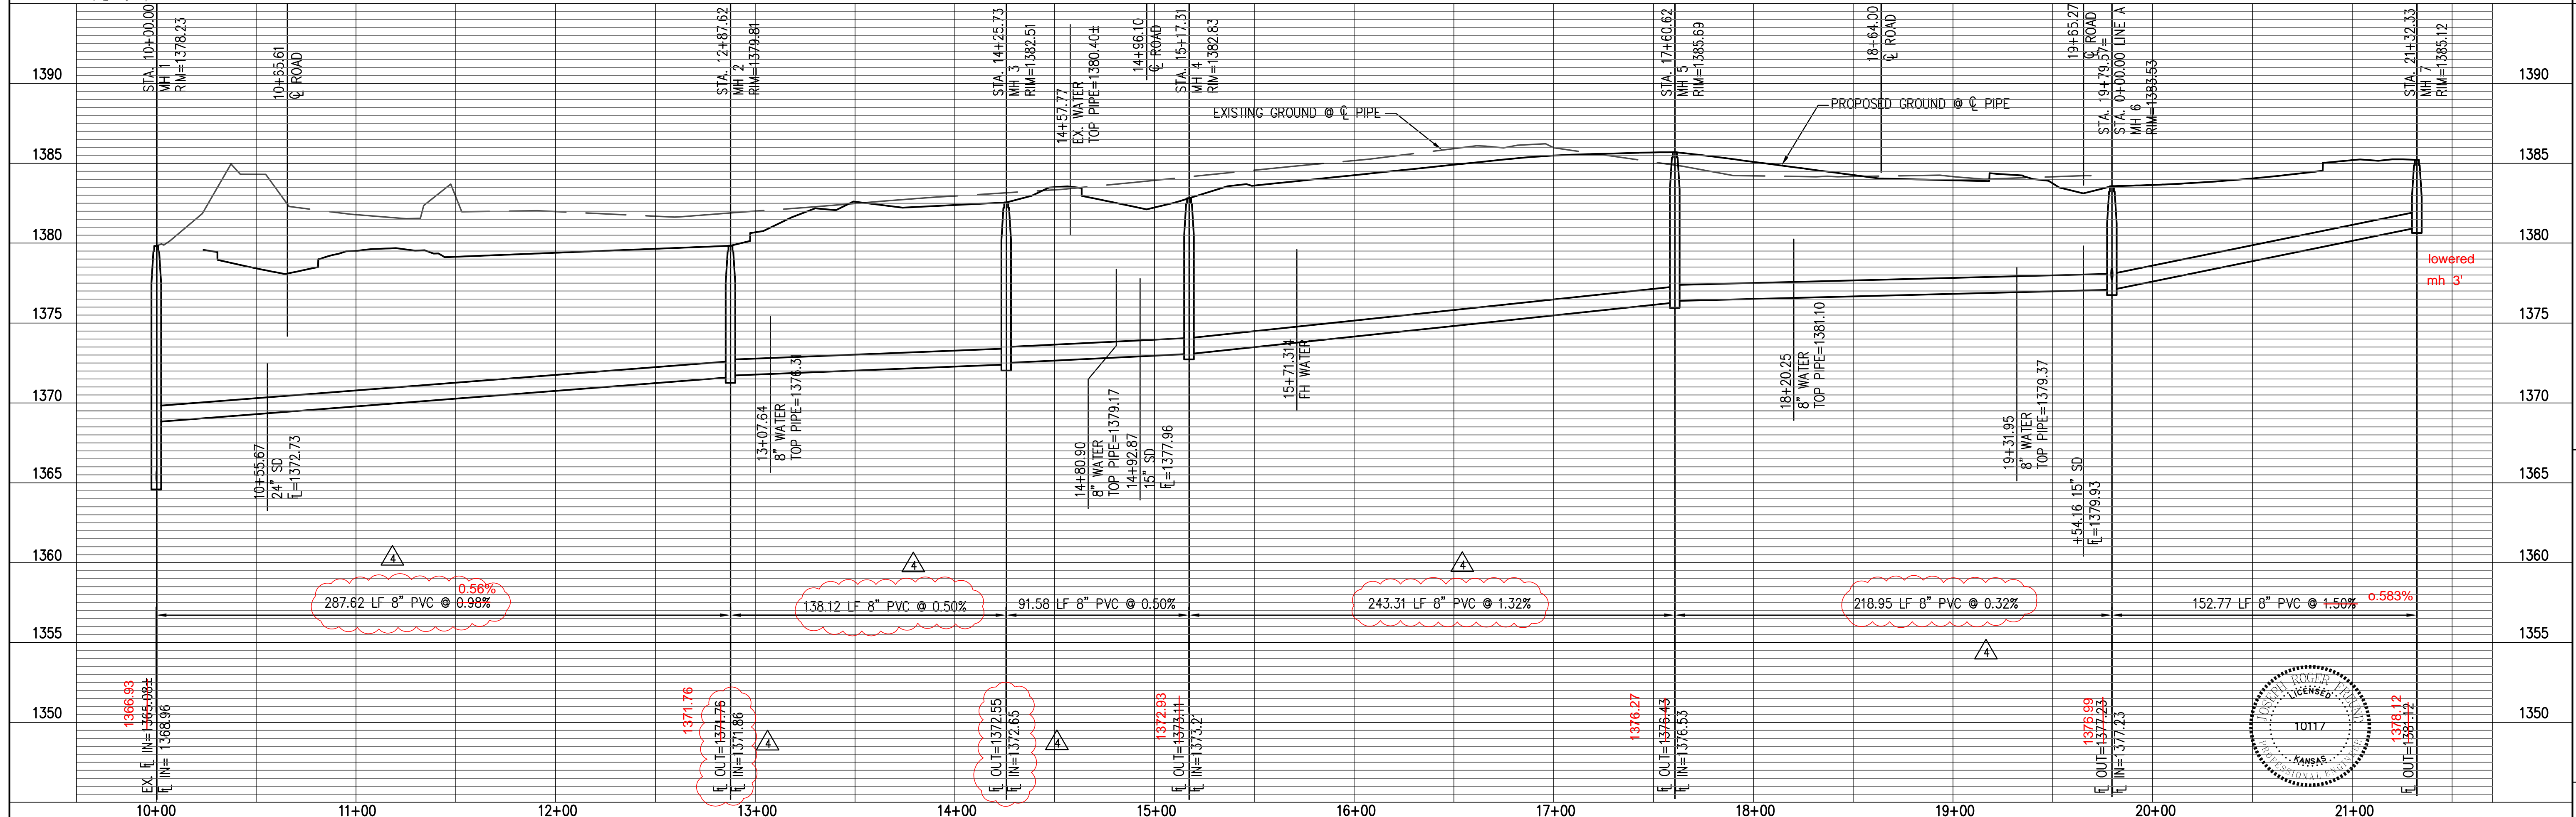 STA. 10+00.00
MH 1
RIM=1378.23
10+65.61
℄ ROAD
STA. 12+87.62
MH 2
RIM=1379.81
STA. 14+25.73
MH 3
RIM=1382.51
14+57.77
EX. WATER
TOP PIPE=1380.40±
14+96.10
℄ ROAD
STA. 15+17.31
MH 4
RIM=1382.83
STA. 17+60.62
MH 5
RIM=1385.69
18+64.00
℄ ROAD
19+65.27
℄ ROAD
STA. 19+79.57=
STA. 0+00.00 LINE A
MH 6
RIM=1383.53
STA. 21+32.33
MH 7
RIM=1385.12
EXISTING GROUND @ ℄ PIPE
PROPOSED GROUND @ ℄ PIPE
1390
1390
1385
1385
1380
1380
1375
1375
1370
1370
1365
1365
1360
1360
1355
1355
1350
1350
lowered
mh 3'
10+55.67
24" SD
FL=1372.73
13+07.64
8" WATER
TOP PIPE=1376.31
14+80.90
8" WATER
TOP PIPE=1379.17
14+92.87
15" SD
FL=1377.96
15+71.314
FH WATER
18+20.25
8" WATER
TOP PIPE=1381.10
19+31.95
8" WATER
TOP PIPE=1379.37
+54.16 15" SD
FL=1379.93
4
4
4
4
0.56%
287.62 LF 8" PVC @ 0.98%
138.12 LF 8" PVC @ 0.50%
91.58 LF 8" PVC @ 0.50%
243.31 LF 8" PVC @ 1.32%
218.95 LF 8" PVC @ 0.32%
152.77 LF 8" PVC @ 1.50%
0.583%
1366.93
EX. FL IN=1365.08±
FL IN= 1368.96
1371.76
FL OUT=1371.76
FL IN=1371.86
4
FL OUT=1372.55
FL IN=1372.65
4
1372.93
FL OUT=1373.11
FL IN=1373.21
1376.27
FL OUT=1376.43
FL IN=1376.53
1376.99
FL OUT=1377.23
FL IN=1377.23
1378.12
FL OUT=1381.12
JOSEPH ROGER FRIEND
LICENSED
10117
KANSAS
PROFESSIONAL ENGINEER
10+00
11+00
12+00
13+00
14+00
15+00
16+00
17+00
18+00
19+00
20+00
21+00